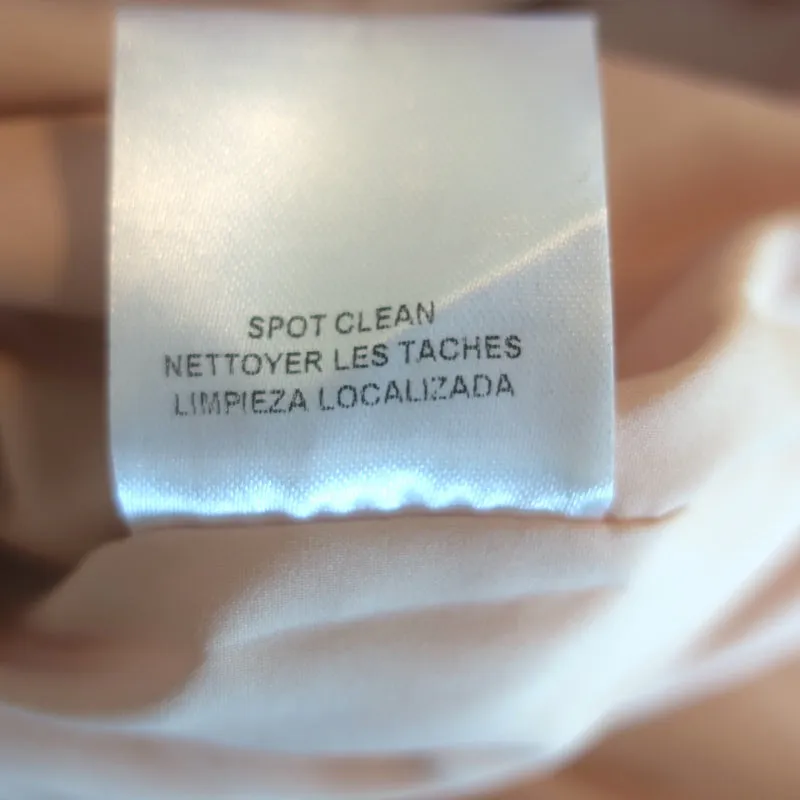 SPOT CLEAN
NETTOYER LES TACHES
LIMPIEZA LOCALIZADA